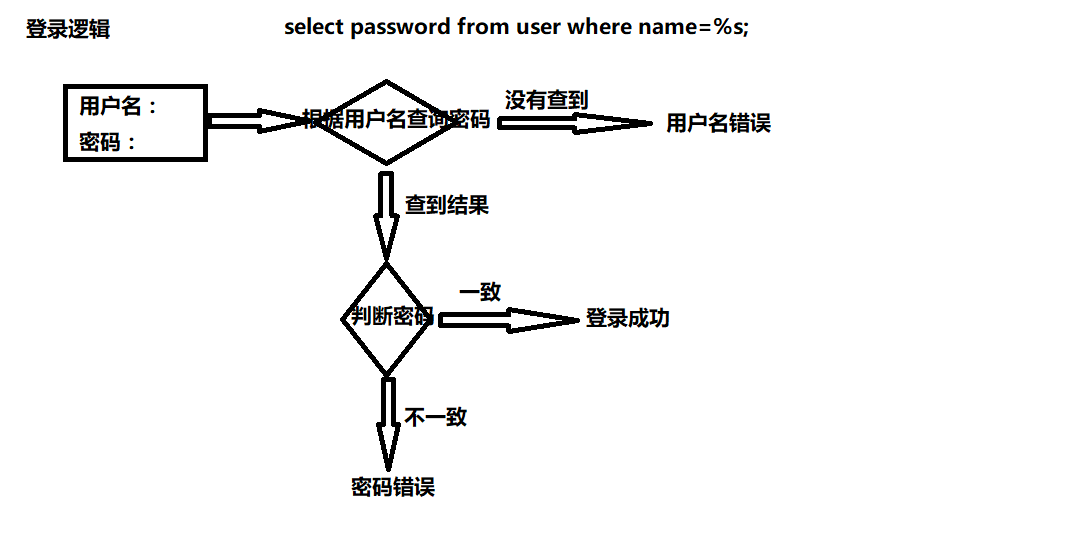 登录逻辑
select password from user where name=%s;
用户名：
密码：
根据用户名查询密码
没有查到
用户名错误
查到结果
判断密码
一致
登录成功
不一致
密码错误